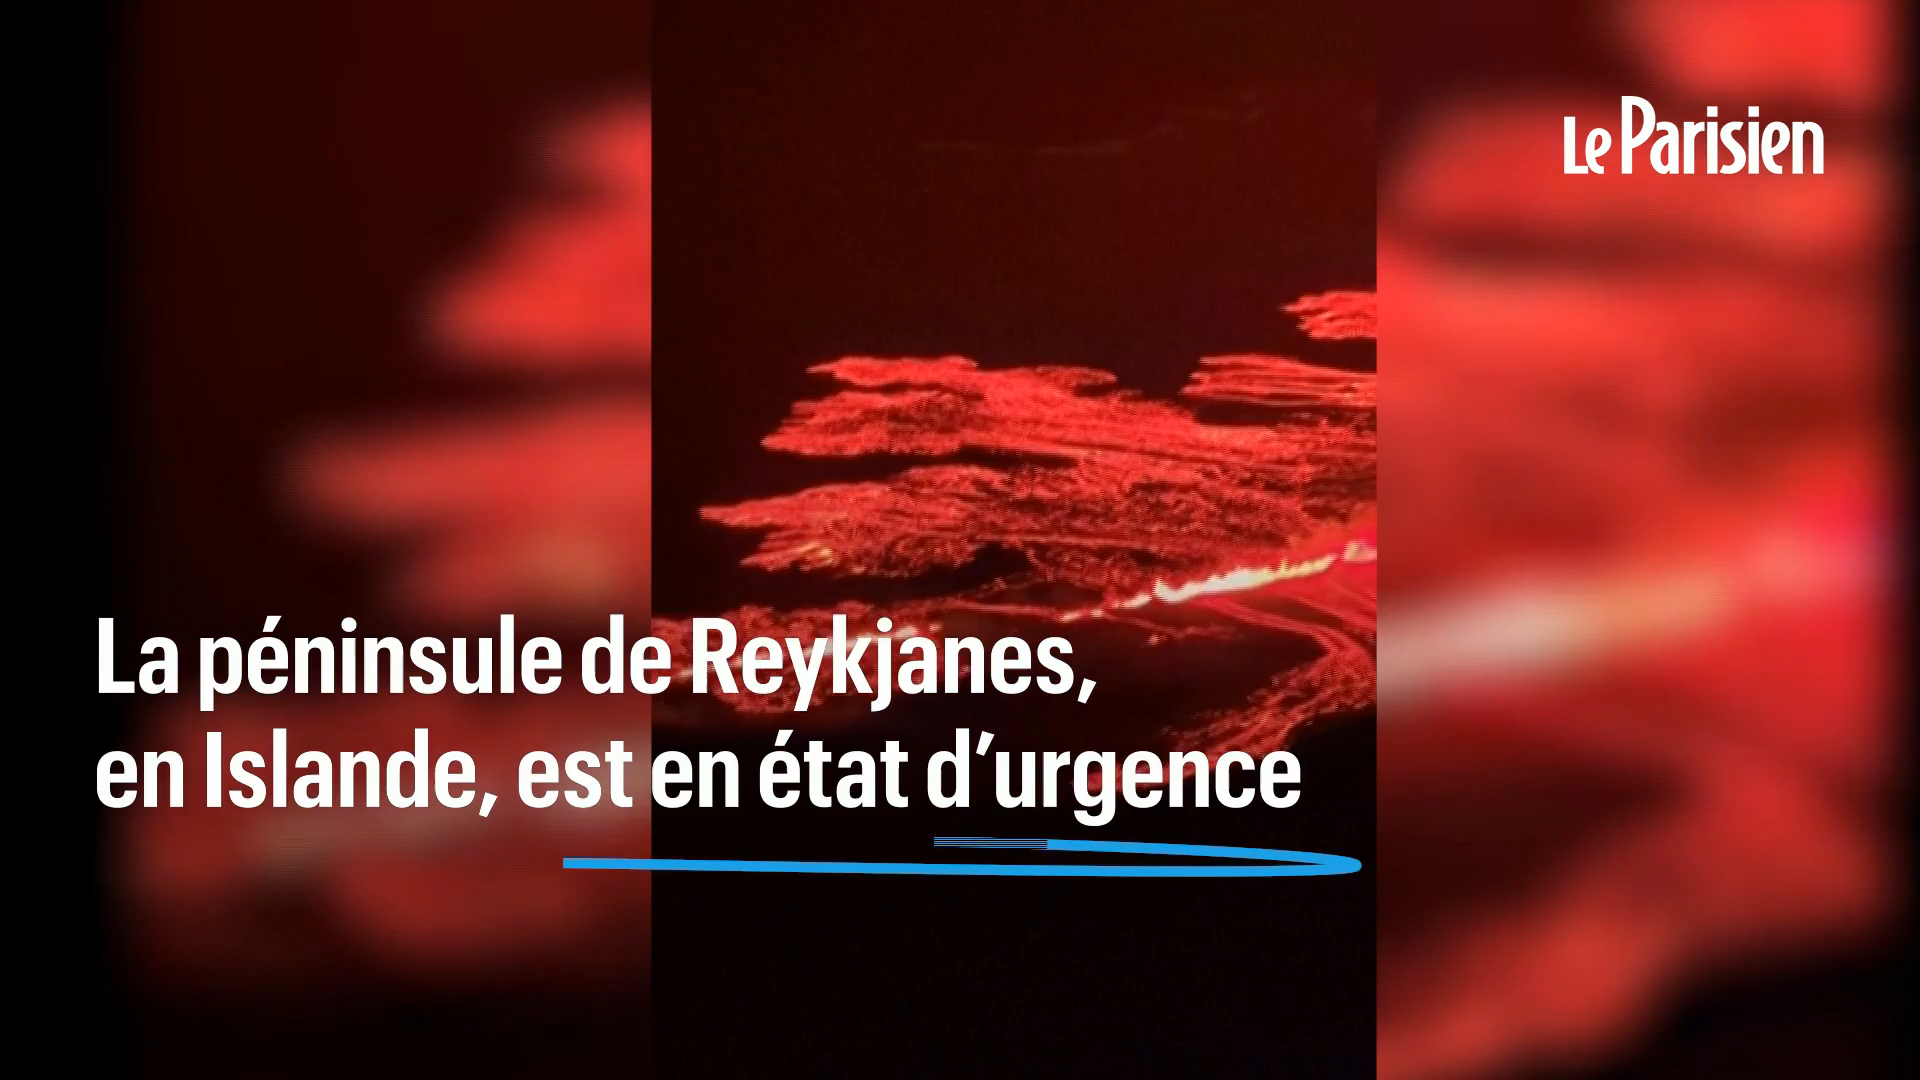 Le Parisien
La péninsule de Reykjanes,
en Islande, est en état d’urgence